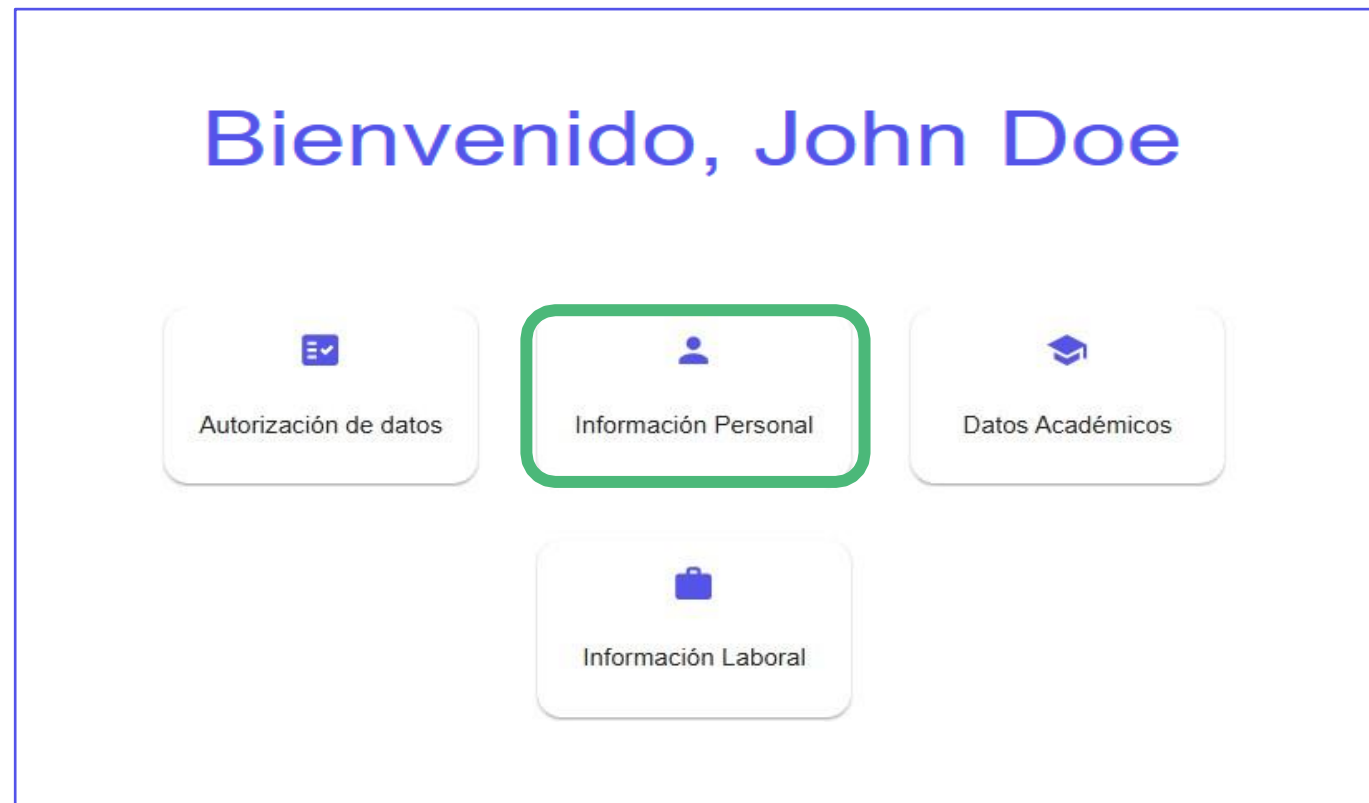 Bienvenido, John Doe
Autorización de datos
Información Personal
Datos Académicos
Información Laboral